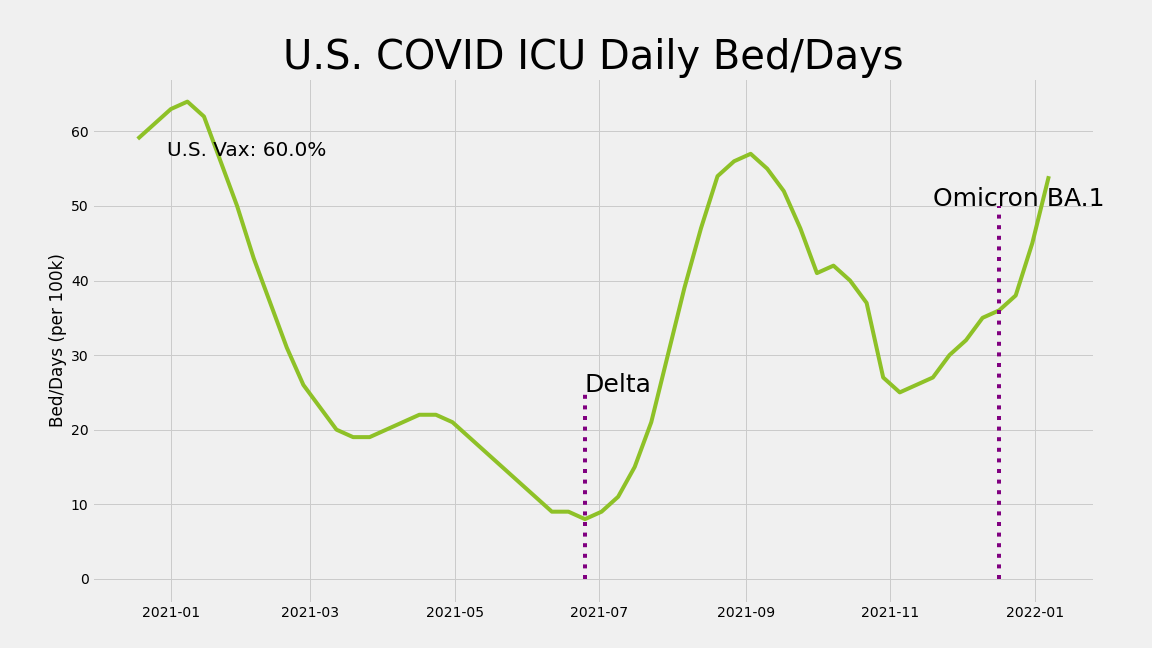 U.S. COVID ICU Daily Bed/Days
U.S. Vax: 60.0%
Omicron BA.1
Delta
Bed/Days (per 100k)
60
50
40
30
20
10
0
2021-01
2021-03
2021-05
2021-07
2021-09
2021-11
2022-01